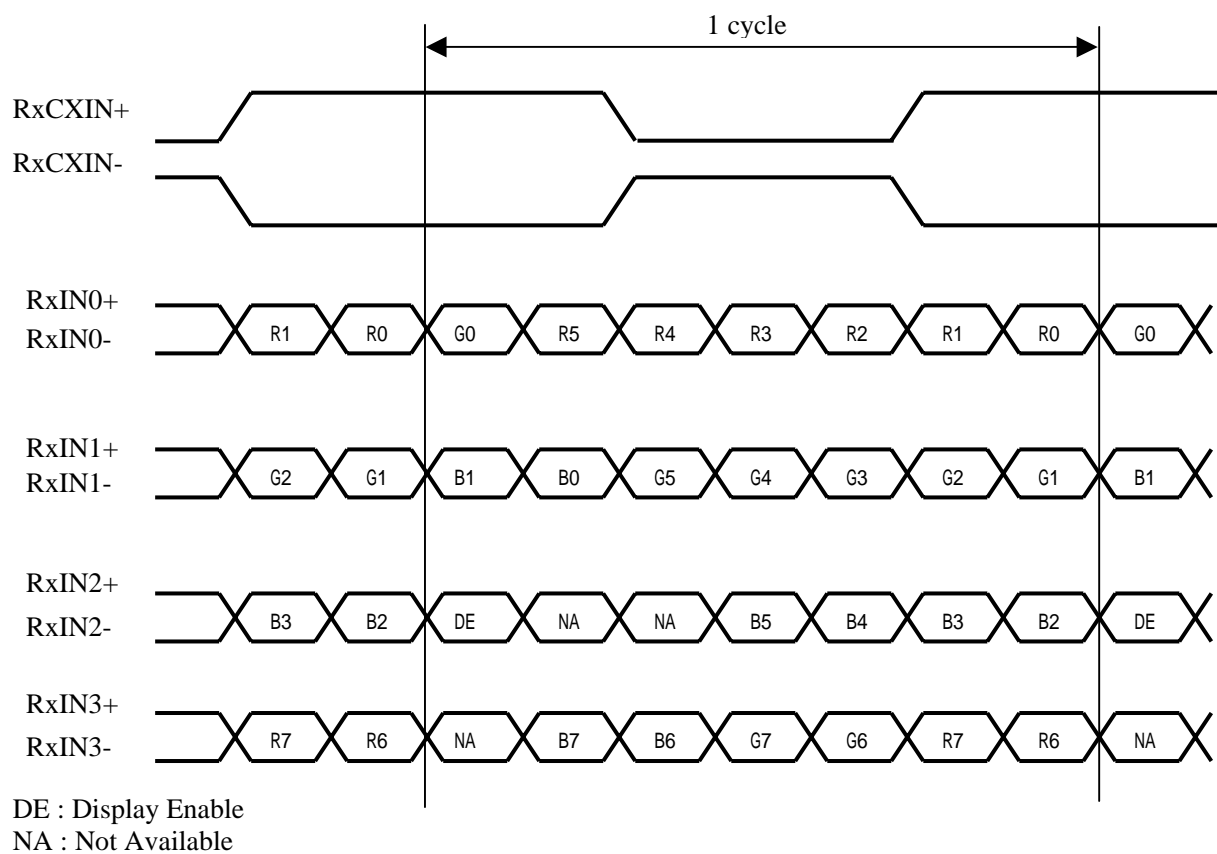 1 cycle
RxCXIN+
RxCXIN-
RxIN0+
RxIN0-
R1 R0 G0 R5 R4 R3 R2 R1 R0 G0
RxIN1+
RxIN1-
G2 G1 B1 B0 G5 G4 G3 G2 G1 B1
RxIN2+
RxIN2-
B3 B2 DE NA NA B5 B4 B3 B2 DE
RxIN3+
RxIN3-
R7 R6 NA B7 B6 G7 G6 R7 R6 NA
DE : Display Enable
NA : Not Available